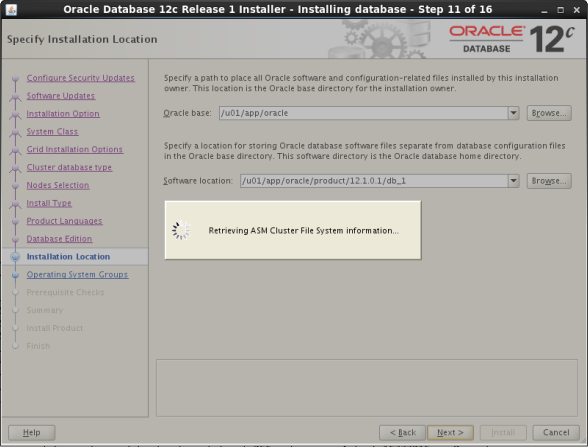 Oracle Database 12c Release 1 Installer - Installing database - Step 11 of 16
Specify Installation Location
ORACLE
DATABASE
12c
Configure Security Updates
Software Updates
Installation Option
System Class
Grid Installation Options
Cluster database type
Nodes Selection
Install Type
Product Languages
Database Edition
Installation Location
Operating System Groups
Prerequisite Checks
Summary
Install Product
Finish
Specify a path to place all Oracle software and configuration-related files installed by this installation
owner. This location is the Oracle base directory for the installation owner.
Oracle base: /u01/app/oracle Browse...
Specify a location for storing Oracle database software files separate from database configuration files
in the Oracle base directory. This software directory is the Oracle database home directory.
Software location: /u01/app/oracle/product/12.1.0.1/db_1 Browse...
Retrieving ASM Cluster File System information...
Help < Back Next > Install Cancel